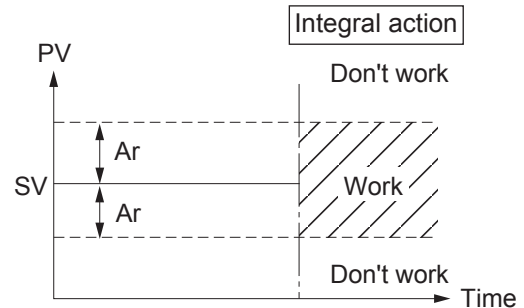 Integral action
PV
Don't work
Ar
SV
Work
Ar
Don't work
Time